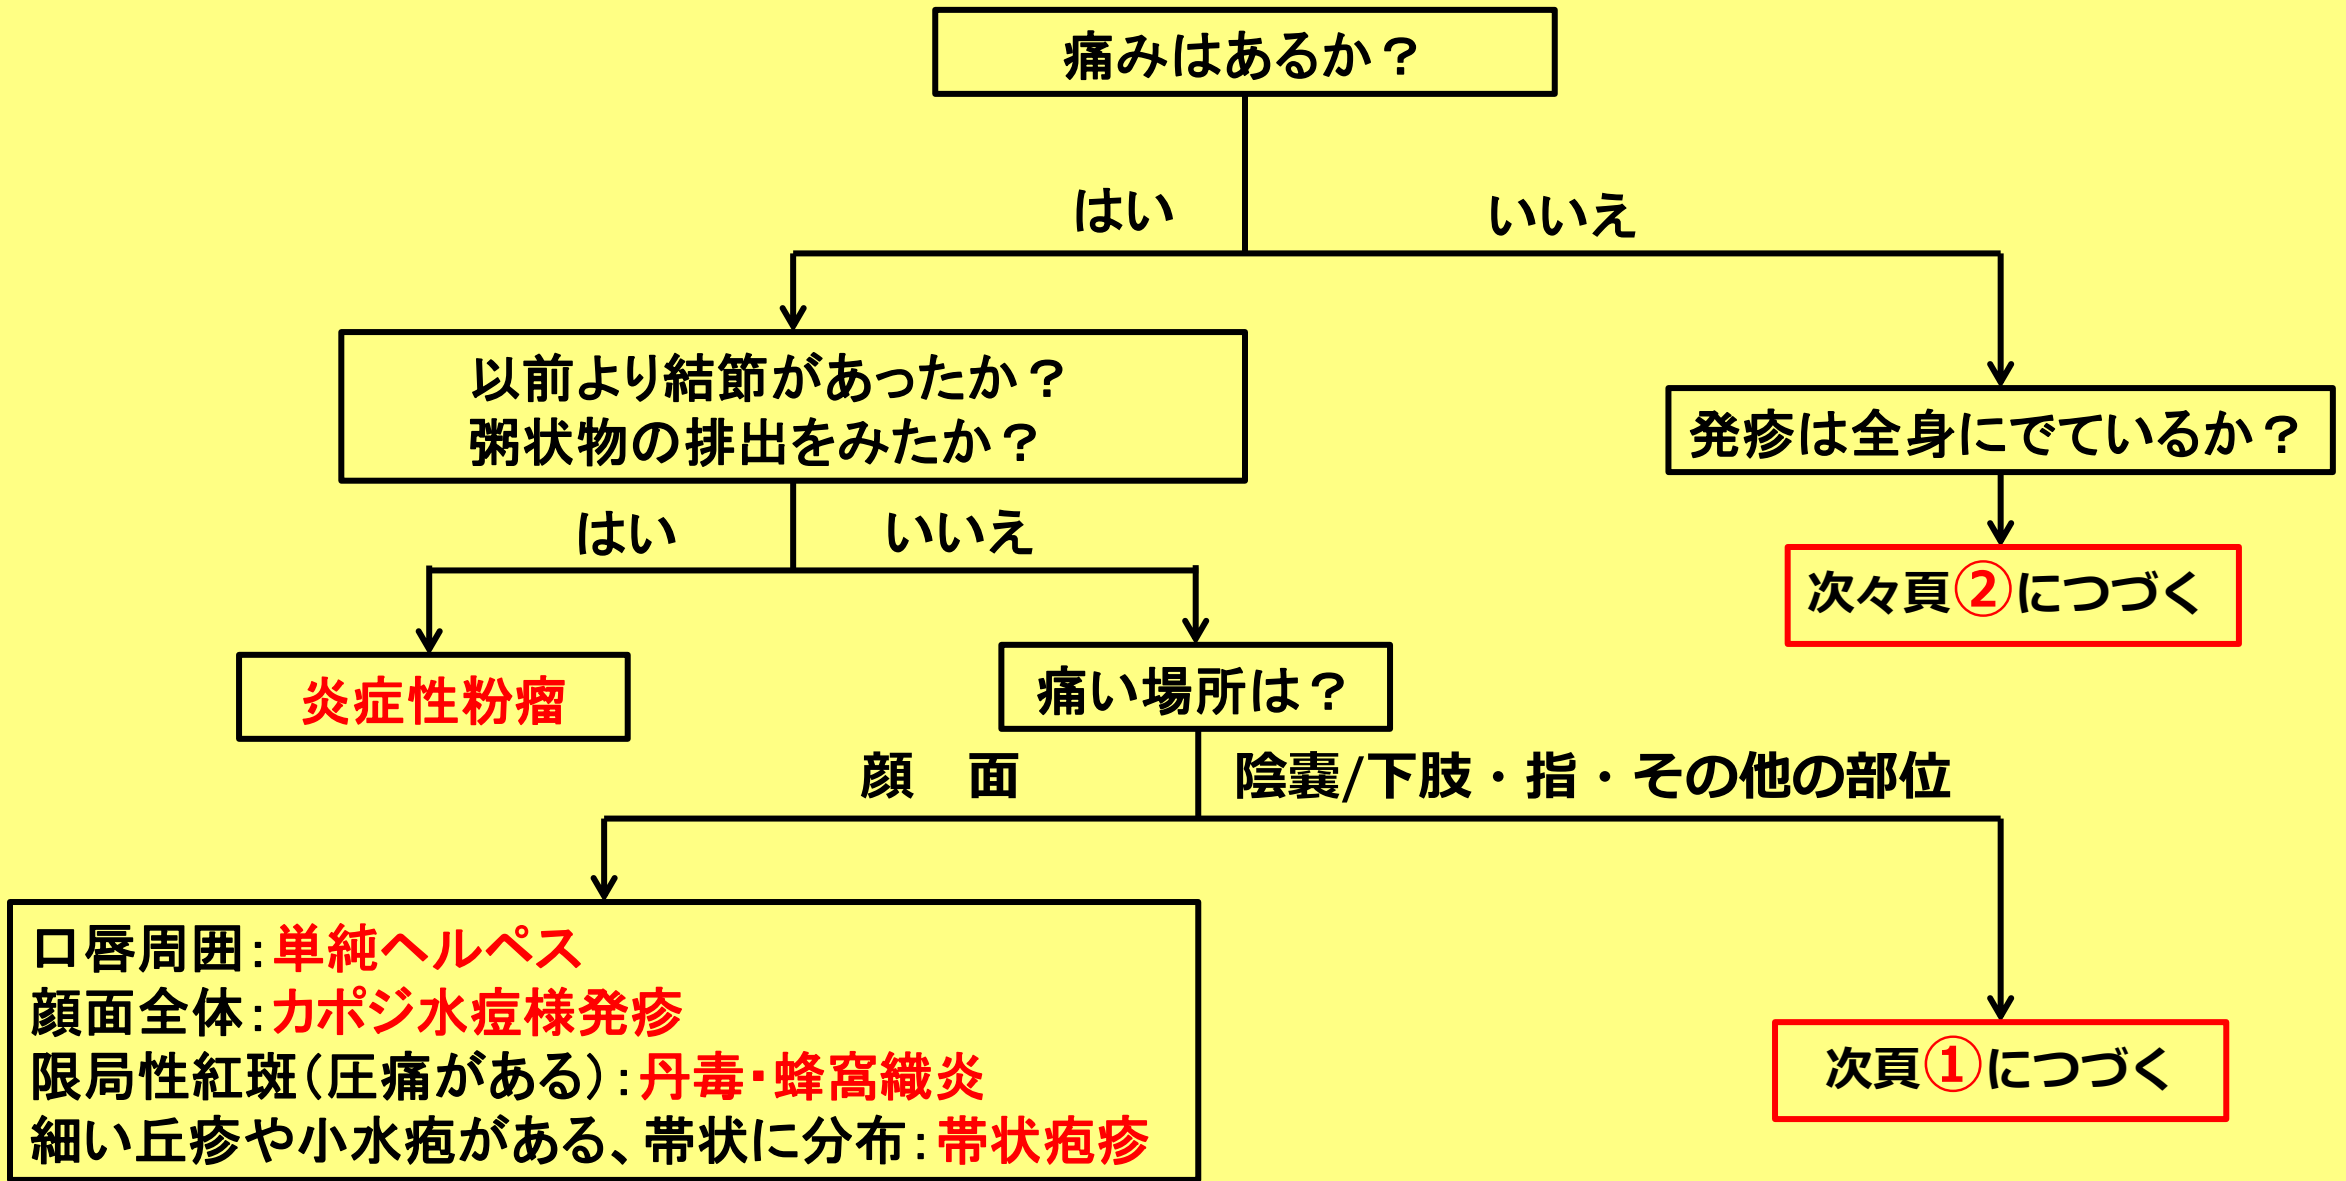 痛みはあるか？
はい
いいえ
以前より結節があったか？
粥状物の排出をみたか？
発疹は全身にでているか？
はい
いいえ
次々頁②につづく
炎症性粉瘤
痛い場所は？
顔　面
陰嚢/下肢・指・その他の部位
口唇周囲：単純ヘルペス
顔面全体：カポジ水痘様発疹
限局性紅斑（圧痛がある）：丹毒・蜂窩織炎
細い丘疹や小水疱がある、帯状に分布：帯状疱疹
次頁①につづく